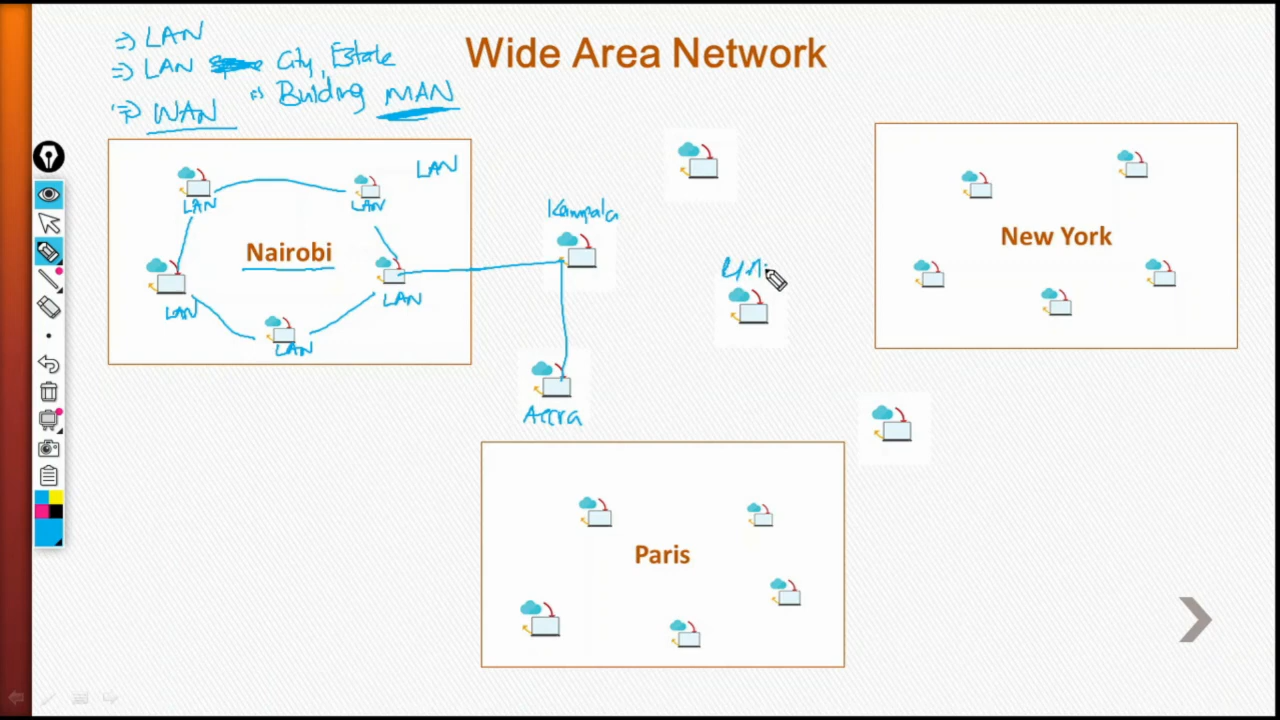 ⇒ LAN
Wide Area Network
⇒ LAN City, Estate
⇒ WAN Building MAN
LAN
LAN LAN
Kampala
Nairobi
New York
LAN LAN
LAN
Accra
Paris